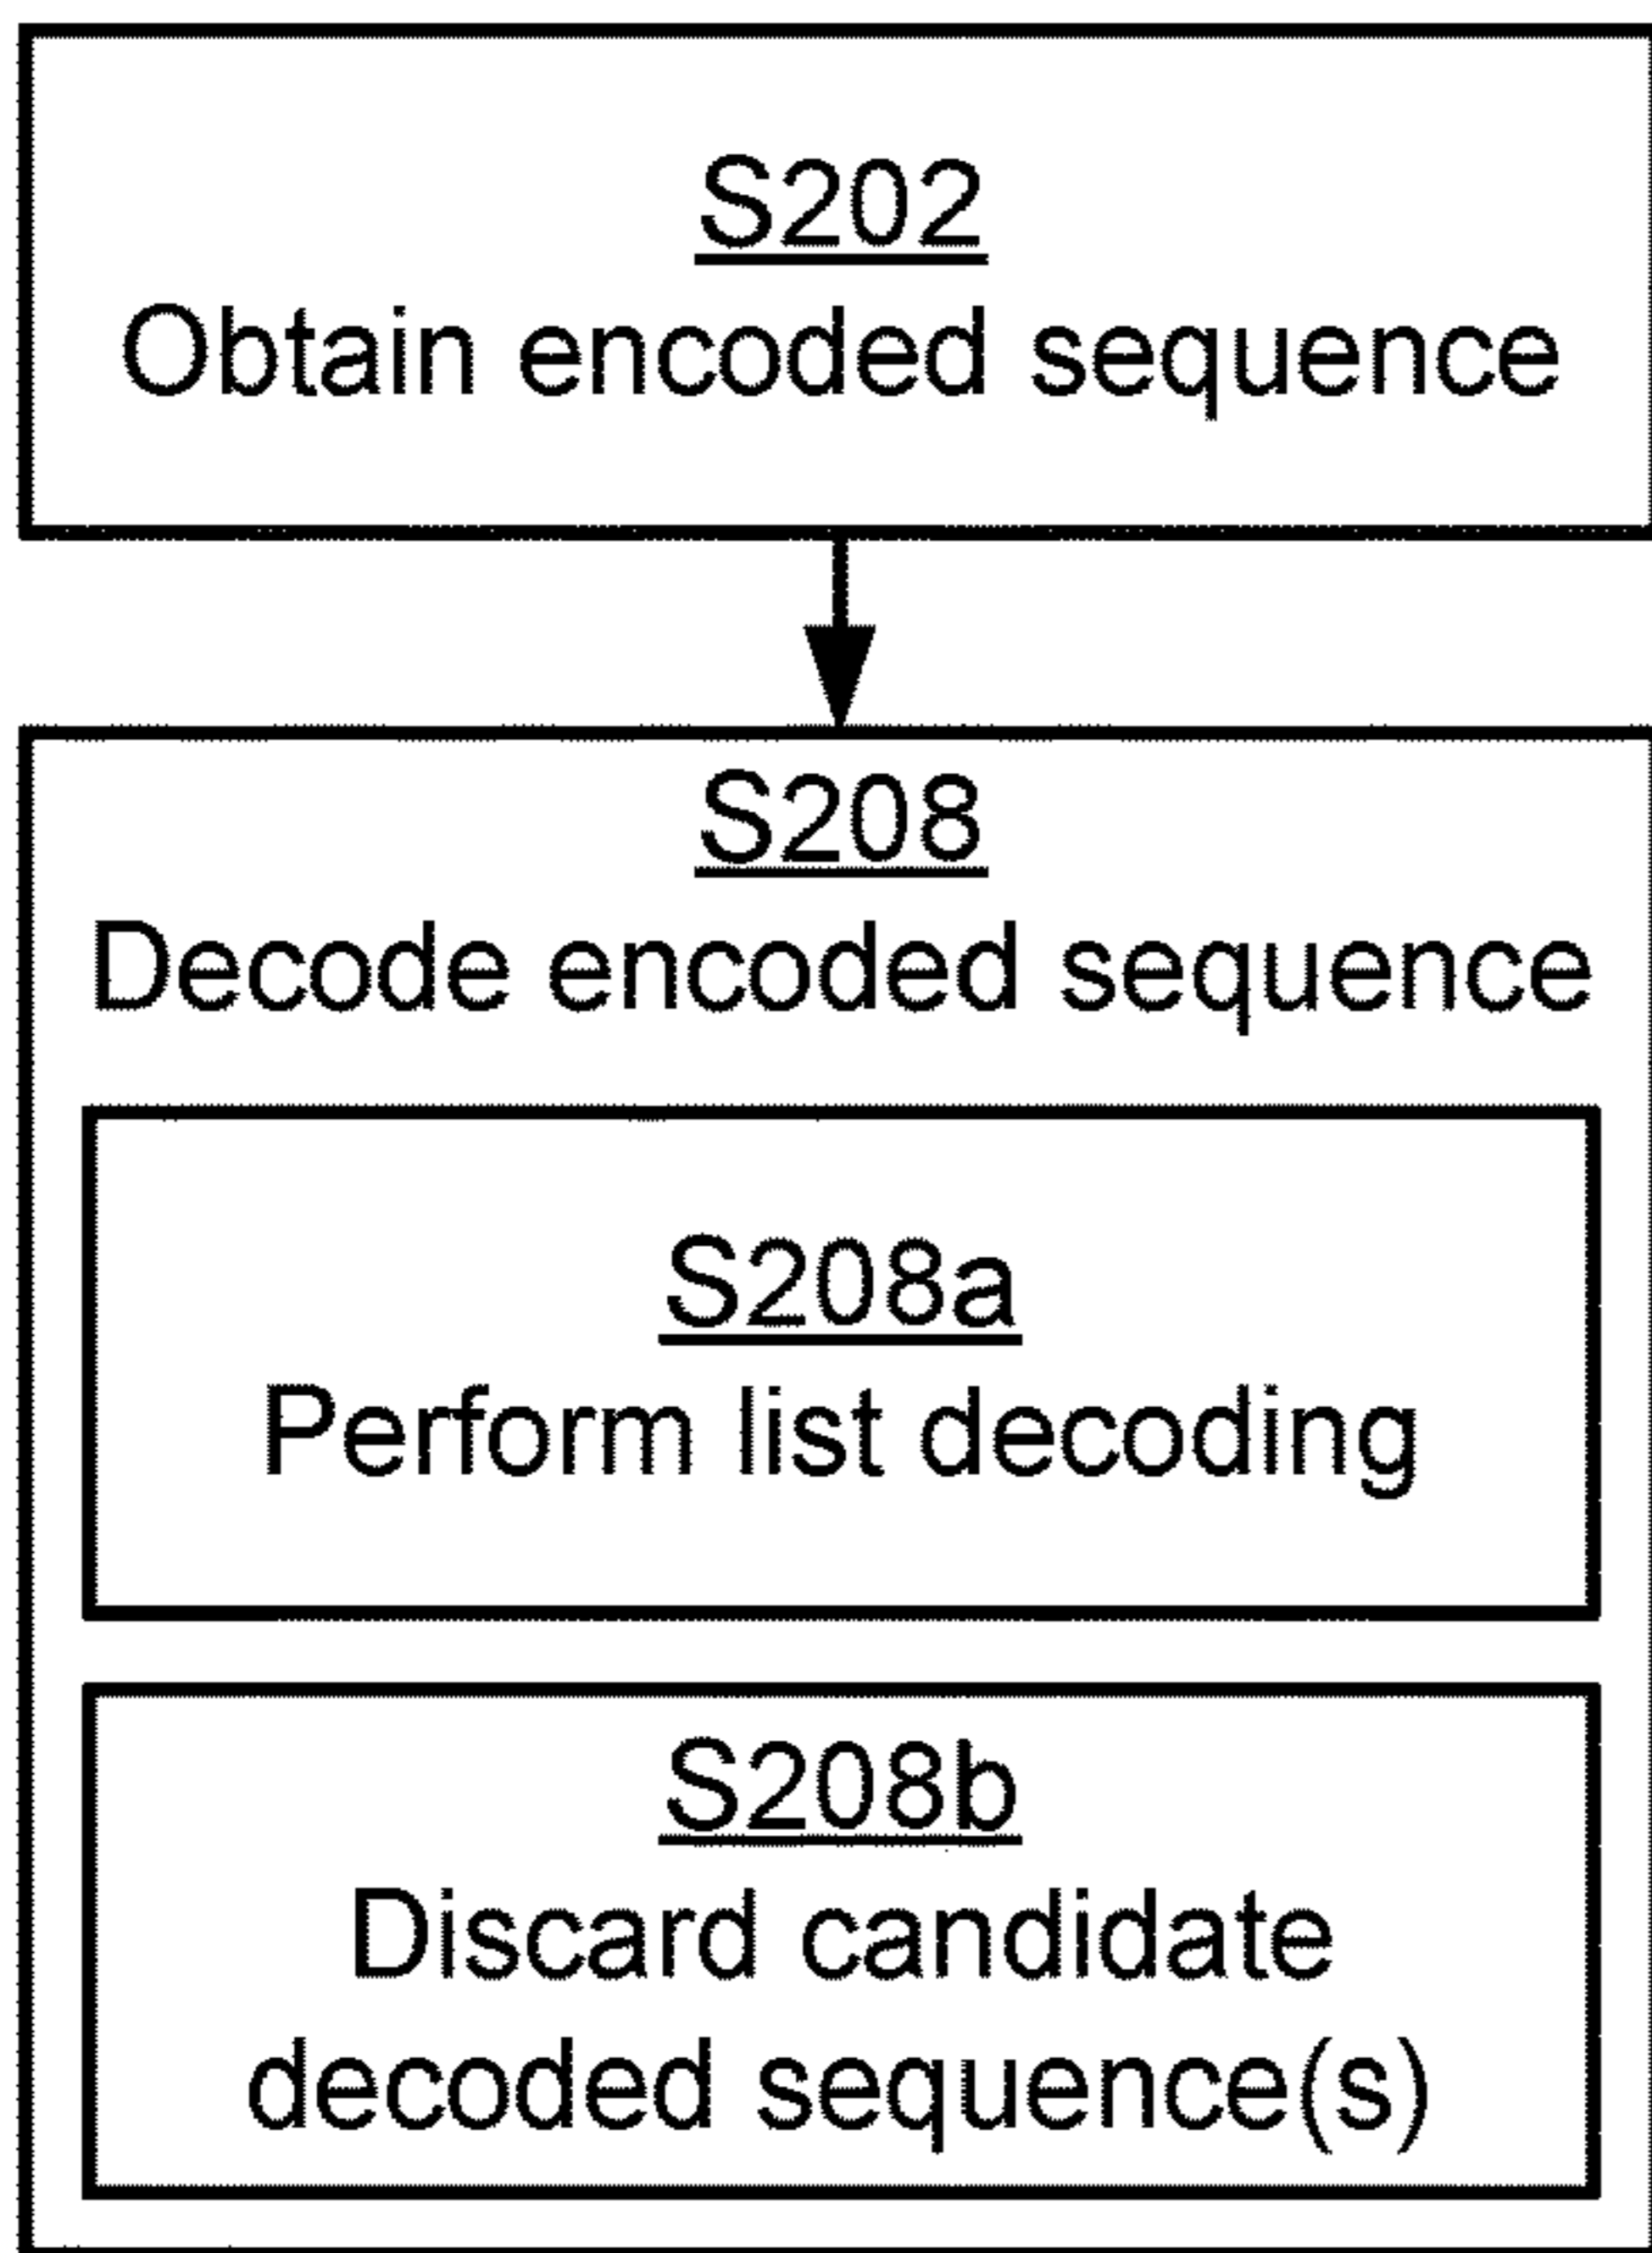 S202
Obtain encoded sequence
S208
Decode encoded sequence
S208a
Perform list decoding
S208b
Discard candidate
decoded sequence(s)